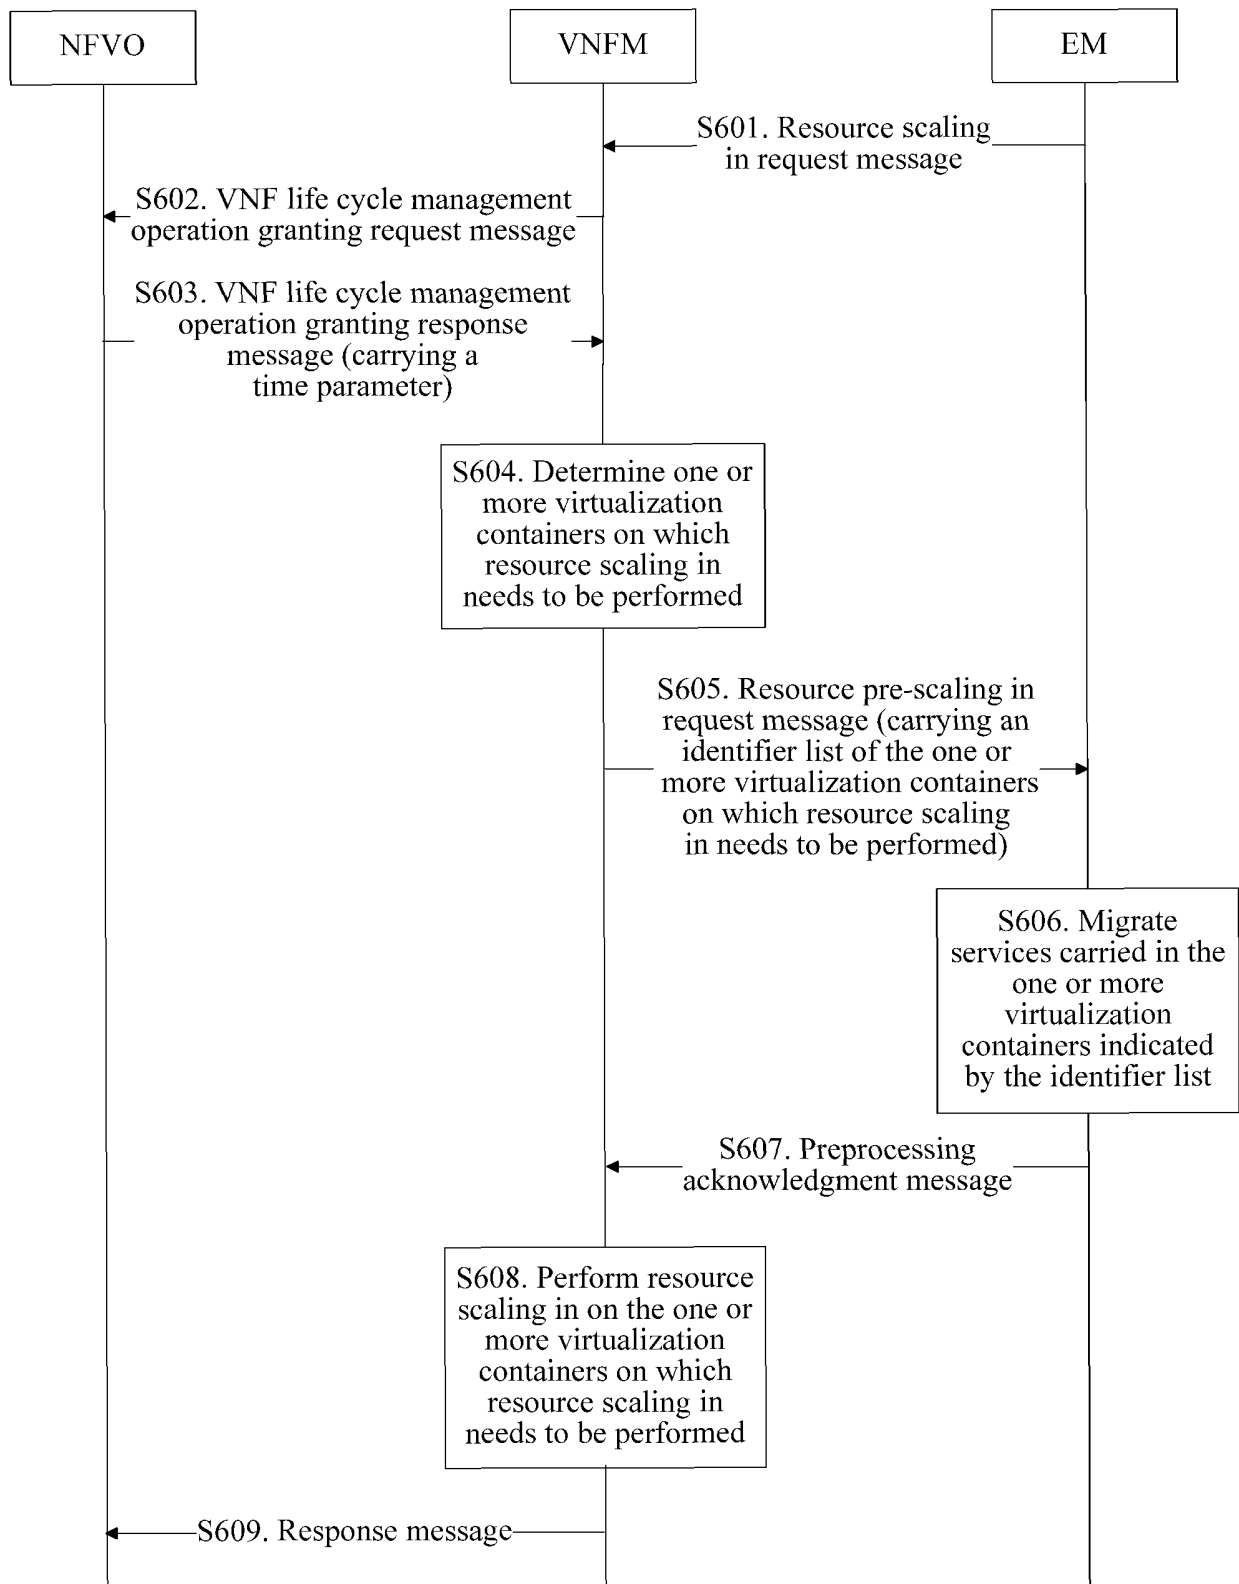 NFVO
VNFM
EM
S601. Resource scaling
in request message
S602. VNF life cycle management
operation granting request message
S603. VNF life cycle management
operation granting response
message (carrying a
time parameter)
S604. Determine one or
more virtualization
containers on which
resource scaling in
needs to be performed
S605. Resource pre-scaling in
request message (carrying an
identifier list of the one or
more virtualization containers
on which resource scaling
in needs to be performed)
S606. Migrate
services carried in the
one or more
virtualization
containers indicated
by the identifier list
S607. Preprocessing
acknowledgment message
S608. Perform resource
scaling in on the one or
more virtualization
containers on which
resource scaling in
needs to be performed
S609. Response message